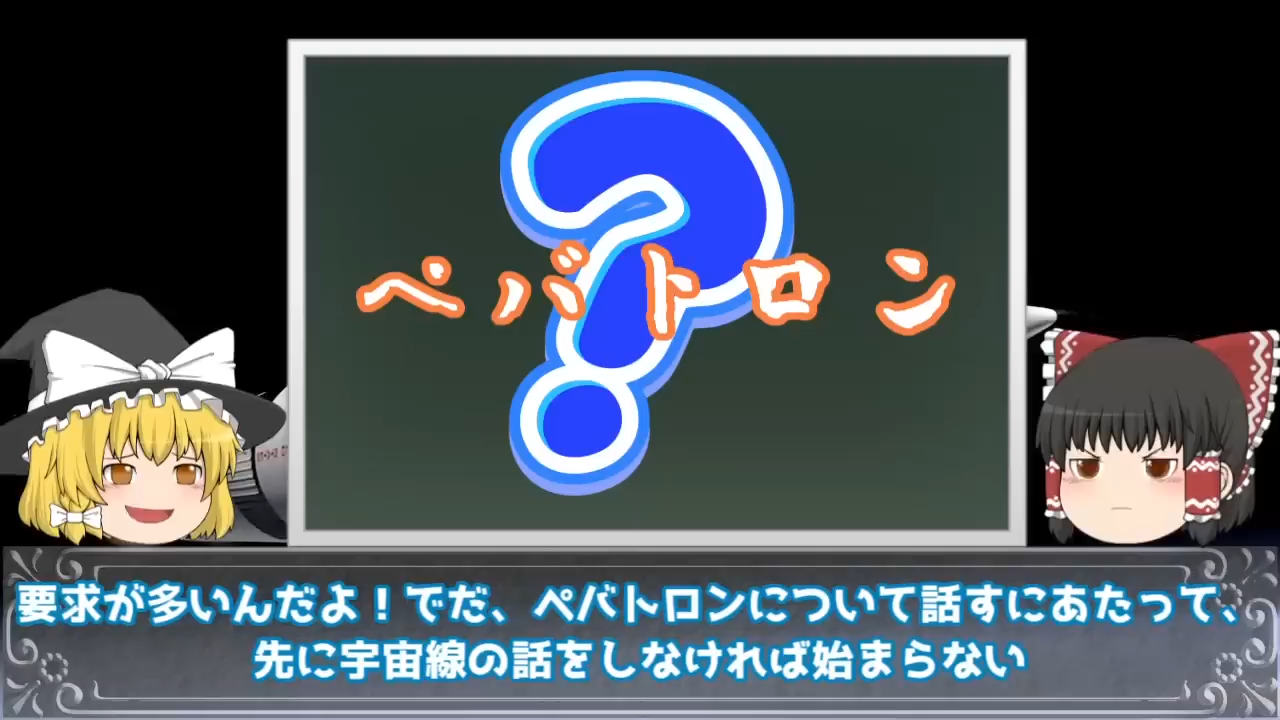 ?
ペバトロン
要求が多いんだよ!でだ、ペバトロンについて話すにあたって、
先に宇宙線の話をしなければ始まらない